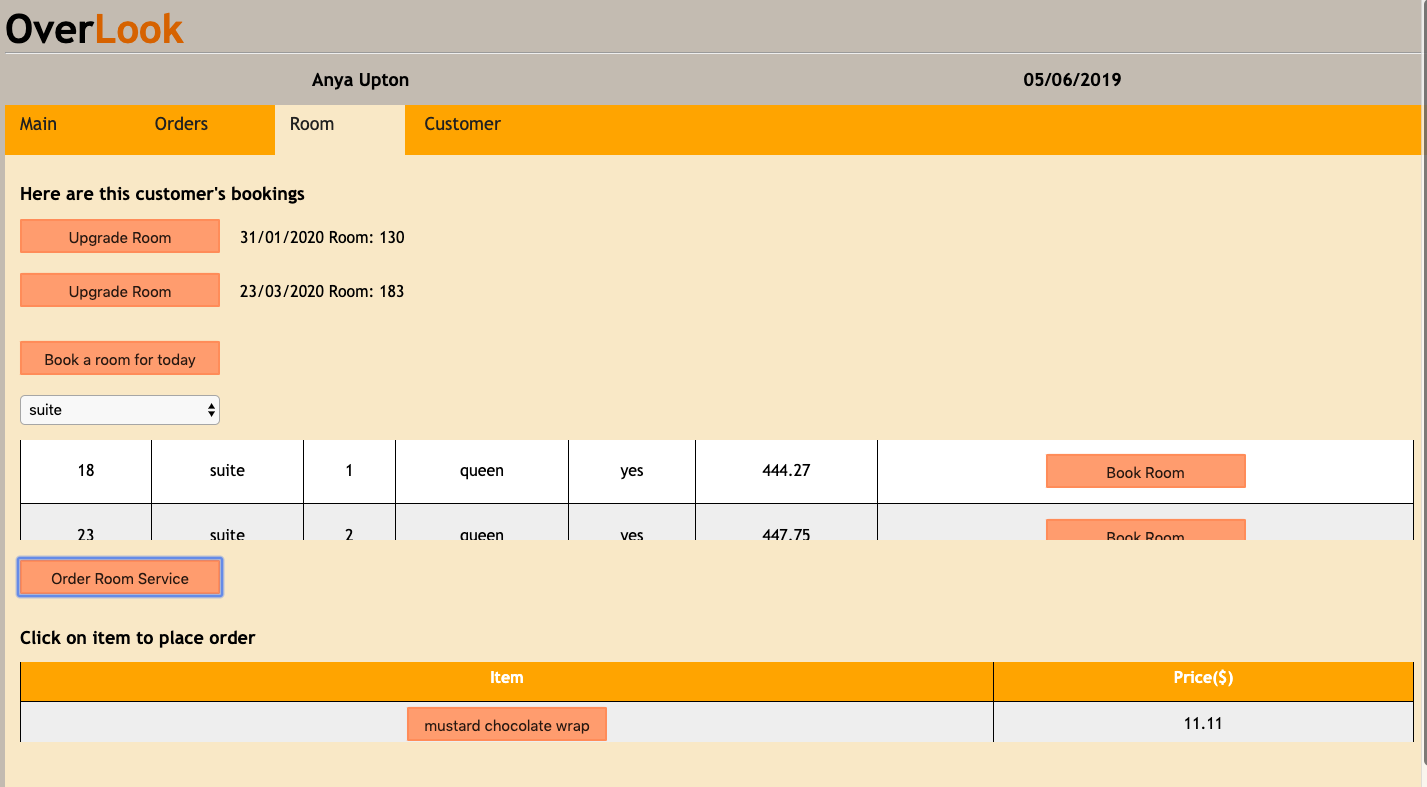 OverLook
Anya Upton 05/06/2019
Main Orders Room Customer
Here are this customer's bookings
Upgrade Room 31/01/2020 Room: 130
Upgrade Room 23/03/2020 Room: 183
Book a room for today
suite
18 suite 1 queen yes 444.27 Book Room
23 suite 2 queen yes 447.75 Book Room
Order Room Service
Click on item to place order
Item Price($)
mustard chocolate wrap 11.11